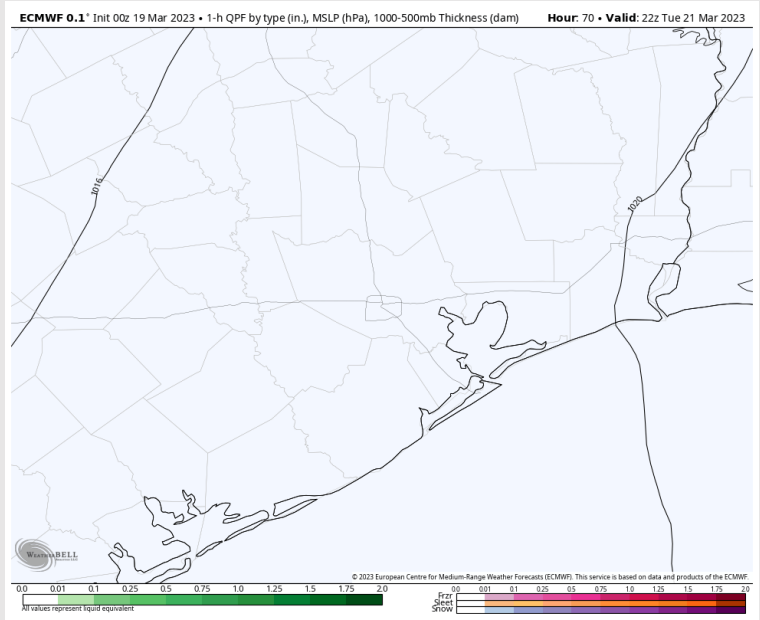 ECMWF 0.1° Init 00z 19 Mar 2023 • 1-h QPF by type (in.), MSLP (hPa), 1000-500mb Thickness (dam) Hour: 70 • Valid: 22z Tue 21 Mar 2023
1016
1020
WEATHERBELL
© 2023 European Centre for Medium-Range Weather Forecasts (ECMWF). This service is based on data and products of the ECMWF.
0.0 0.01 0.1 0.25 0.5 0.75 1.0 1.25 1.5 1.75 2.0
All values represent liquid equivalent
0.0 0.01 0.1 0.25 0.5 0.75 1.0 1.25 1.5 1.75 2.0
Frzr
Sleet
Snow